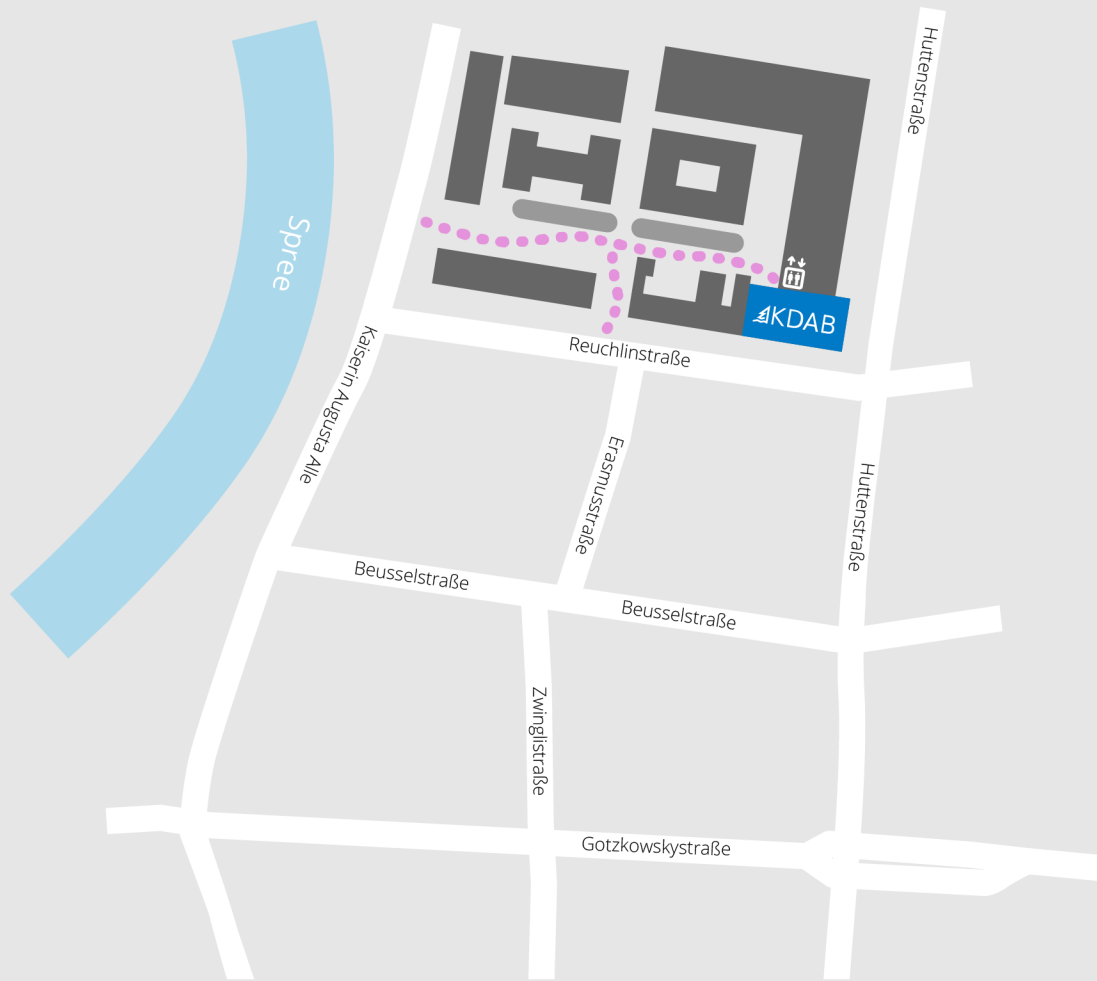 Huttenstraße
Spree
KDAB
Kaiserin Augusta Alle
Reuchlinstraße
Erasmusstraße
Huttenstraße
Beusselstraße
Beusselstraße
Zwinglistraße
Gotzkowskystraße